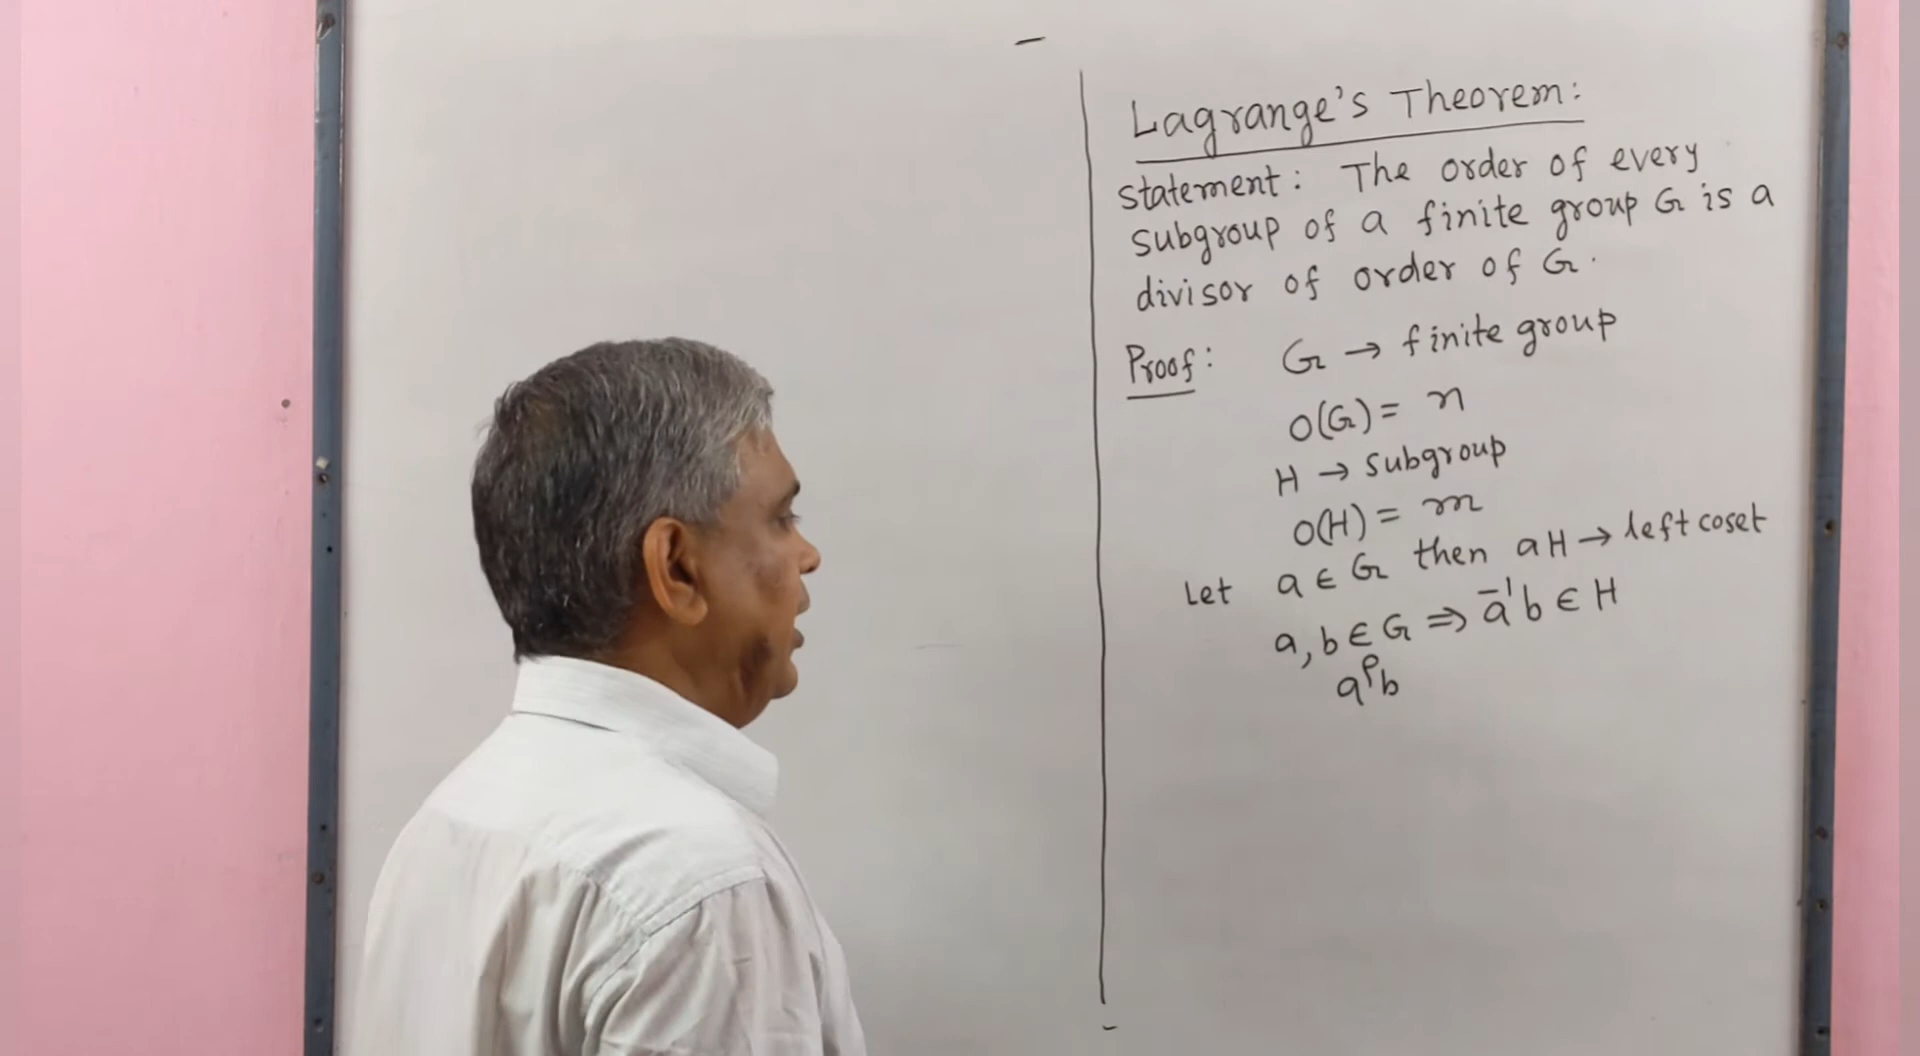 Lagrange's Theorem:
Statement: The order of every
subgroup of a finite group G is a
divisor of order of G.
Proof: G → finite group
O(G) = n
H → subgroup
O(H) = m
Let a ∈ G then aH → left coset
a, b ∈ G ⇒ a⁻¹b ∈ H
aᵨb